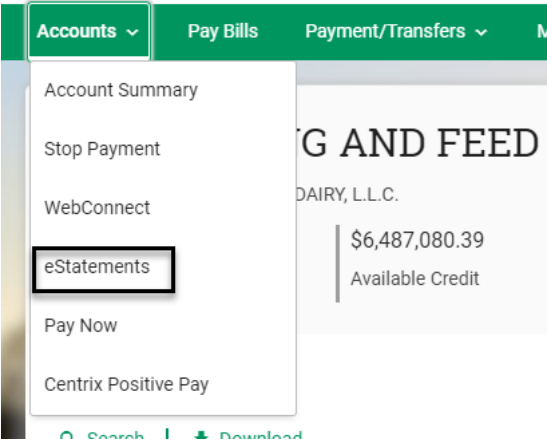 Accounts Pay Bills Payment/Transfers
Account Summary
Stop Payment
G AND FEED
WebConnect
DAIRY, L.L.C.
$6,487,080.39
eStatements
Available Credit
Pay Now
Centrix Positive Pay
Search Download